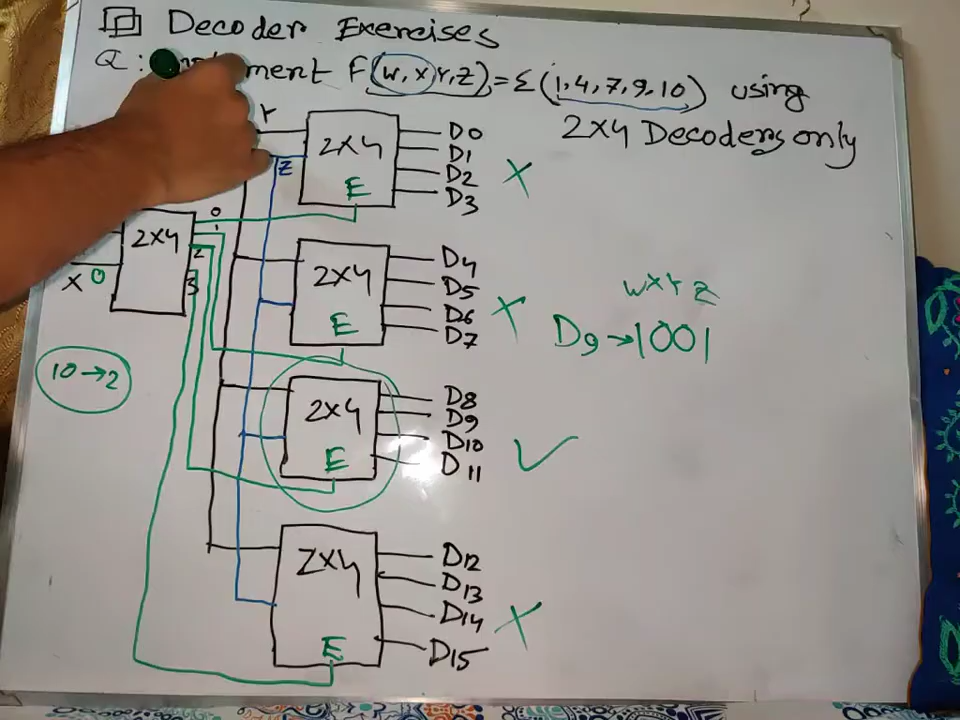 Decoder Exercises
Q: ment F(W,X,Y,Z)=Σ(1,4,7,9,10) using
2X4 Decoders only
Y
Z
2X4
E
D0
D1
D2
D3
X
2X4
X 0
0
1
2
3
2X4
E
D4
D5
D6
D7
X
W X Y Z
D9→1001
10→2
2X4
E
D8
D9
D10
D11
✓
2X4
E
D12
D13
D14
D15
X